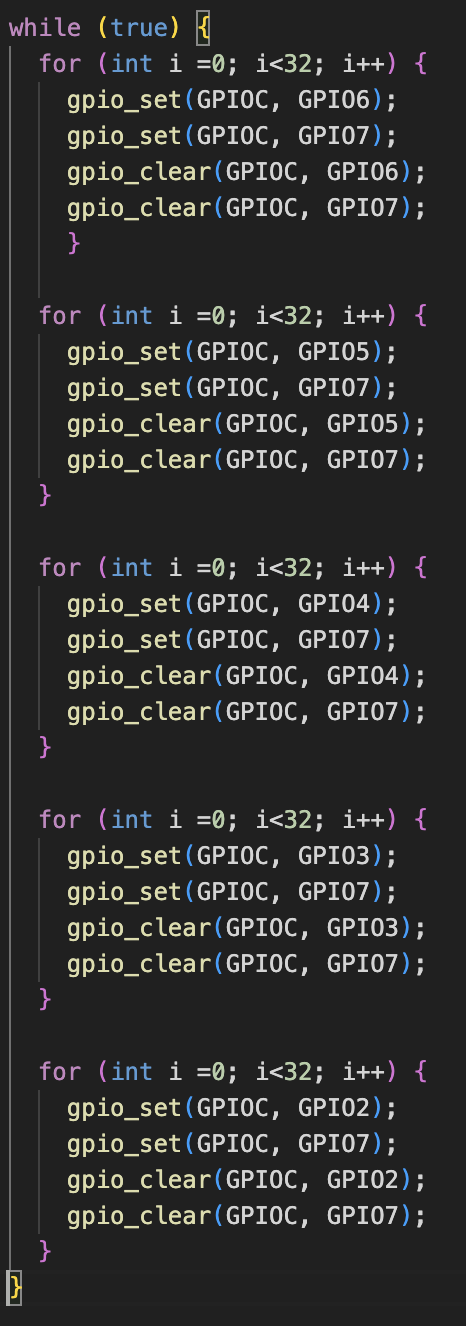 while (true) {
for (int i =0; i<32; i++) {
gpio_set(GPIOC, GPIO6);
gpio_set(GPIOC, GPIO7);
gpio_clear(GPIOC, GPIO6);
gpio_clear(GPIOC, GPIO7);
}
for (int i =0; i<32; i++) {
gpio_set(GPIOC, GPIO5);
gpio_set(GPIOC, GPIO7);
gpio_clear(GPIOC, GPIO5);
gpio_clear(GPIOC, GPIO7);
}
for (int i =0; i<32; i++) {
gpio_set(GPIOC, GPIO4);
gpio_set(GPIOC, GPIO7);
gpio_clear(GPIOC, GPIO4);
gpio_clear(GPIOC, GPIO7);
}
for (int i =0; i<32; i++) {
gpio_set(GPIOC, GPIO3);
gpio_set(GPIOC, GPIO7);
gpio_clear(GPIOC, GPIO3);
gpio_clear(GPIOC, GPIO7);
}
for (int i =0; i<32; i++) {
gpio_set(GPIOC, GPIO2);
gpio_set(GPIOC, GPIO7);
gpio_clear(GPIOC, GPIO2);
gpio_clear(GPIOC, GPIO7);
}
}